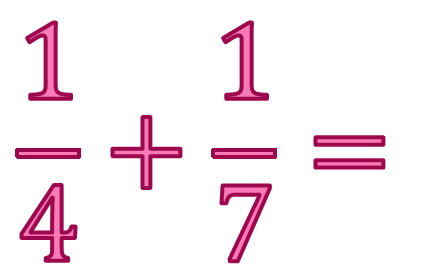 1/4 + 1/7 =